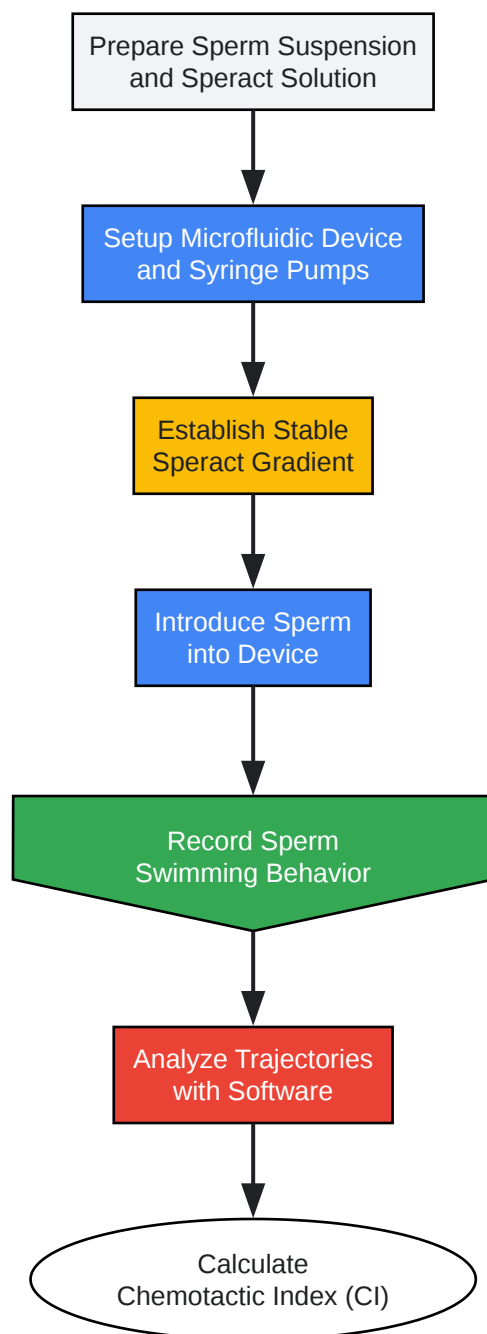 Prepare Sperm Suspension
and Speract Solution
Setup Microfluidic Device
and Syringe Pumps
Establish Stable
Speract Gradient
Introduce Sperm
into Device
Record Sperm
Swimming Behavior
Analyze Trajectories
with Software
Calculate
Chemotactic Index (CI)